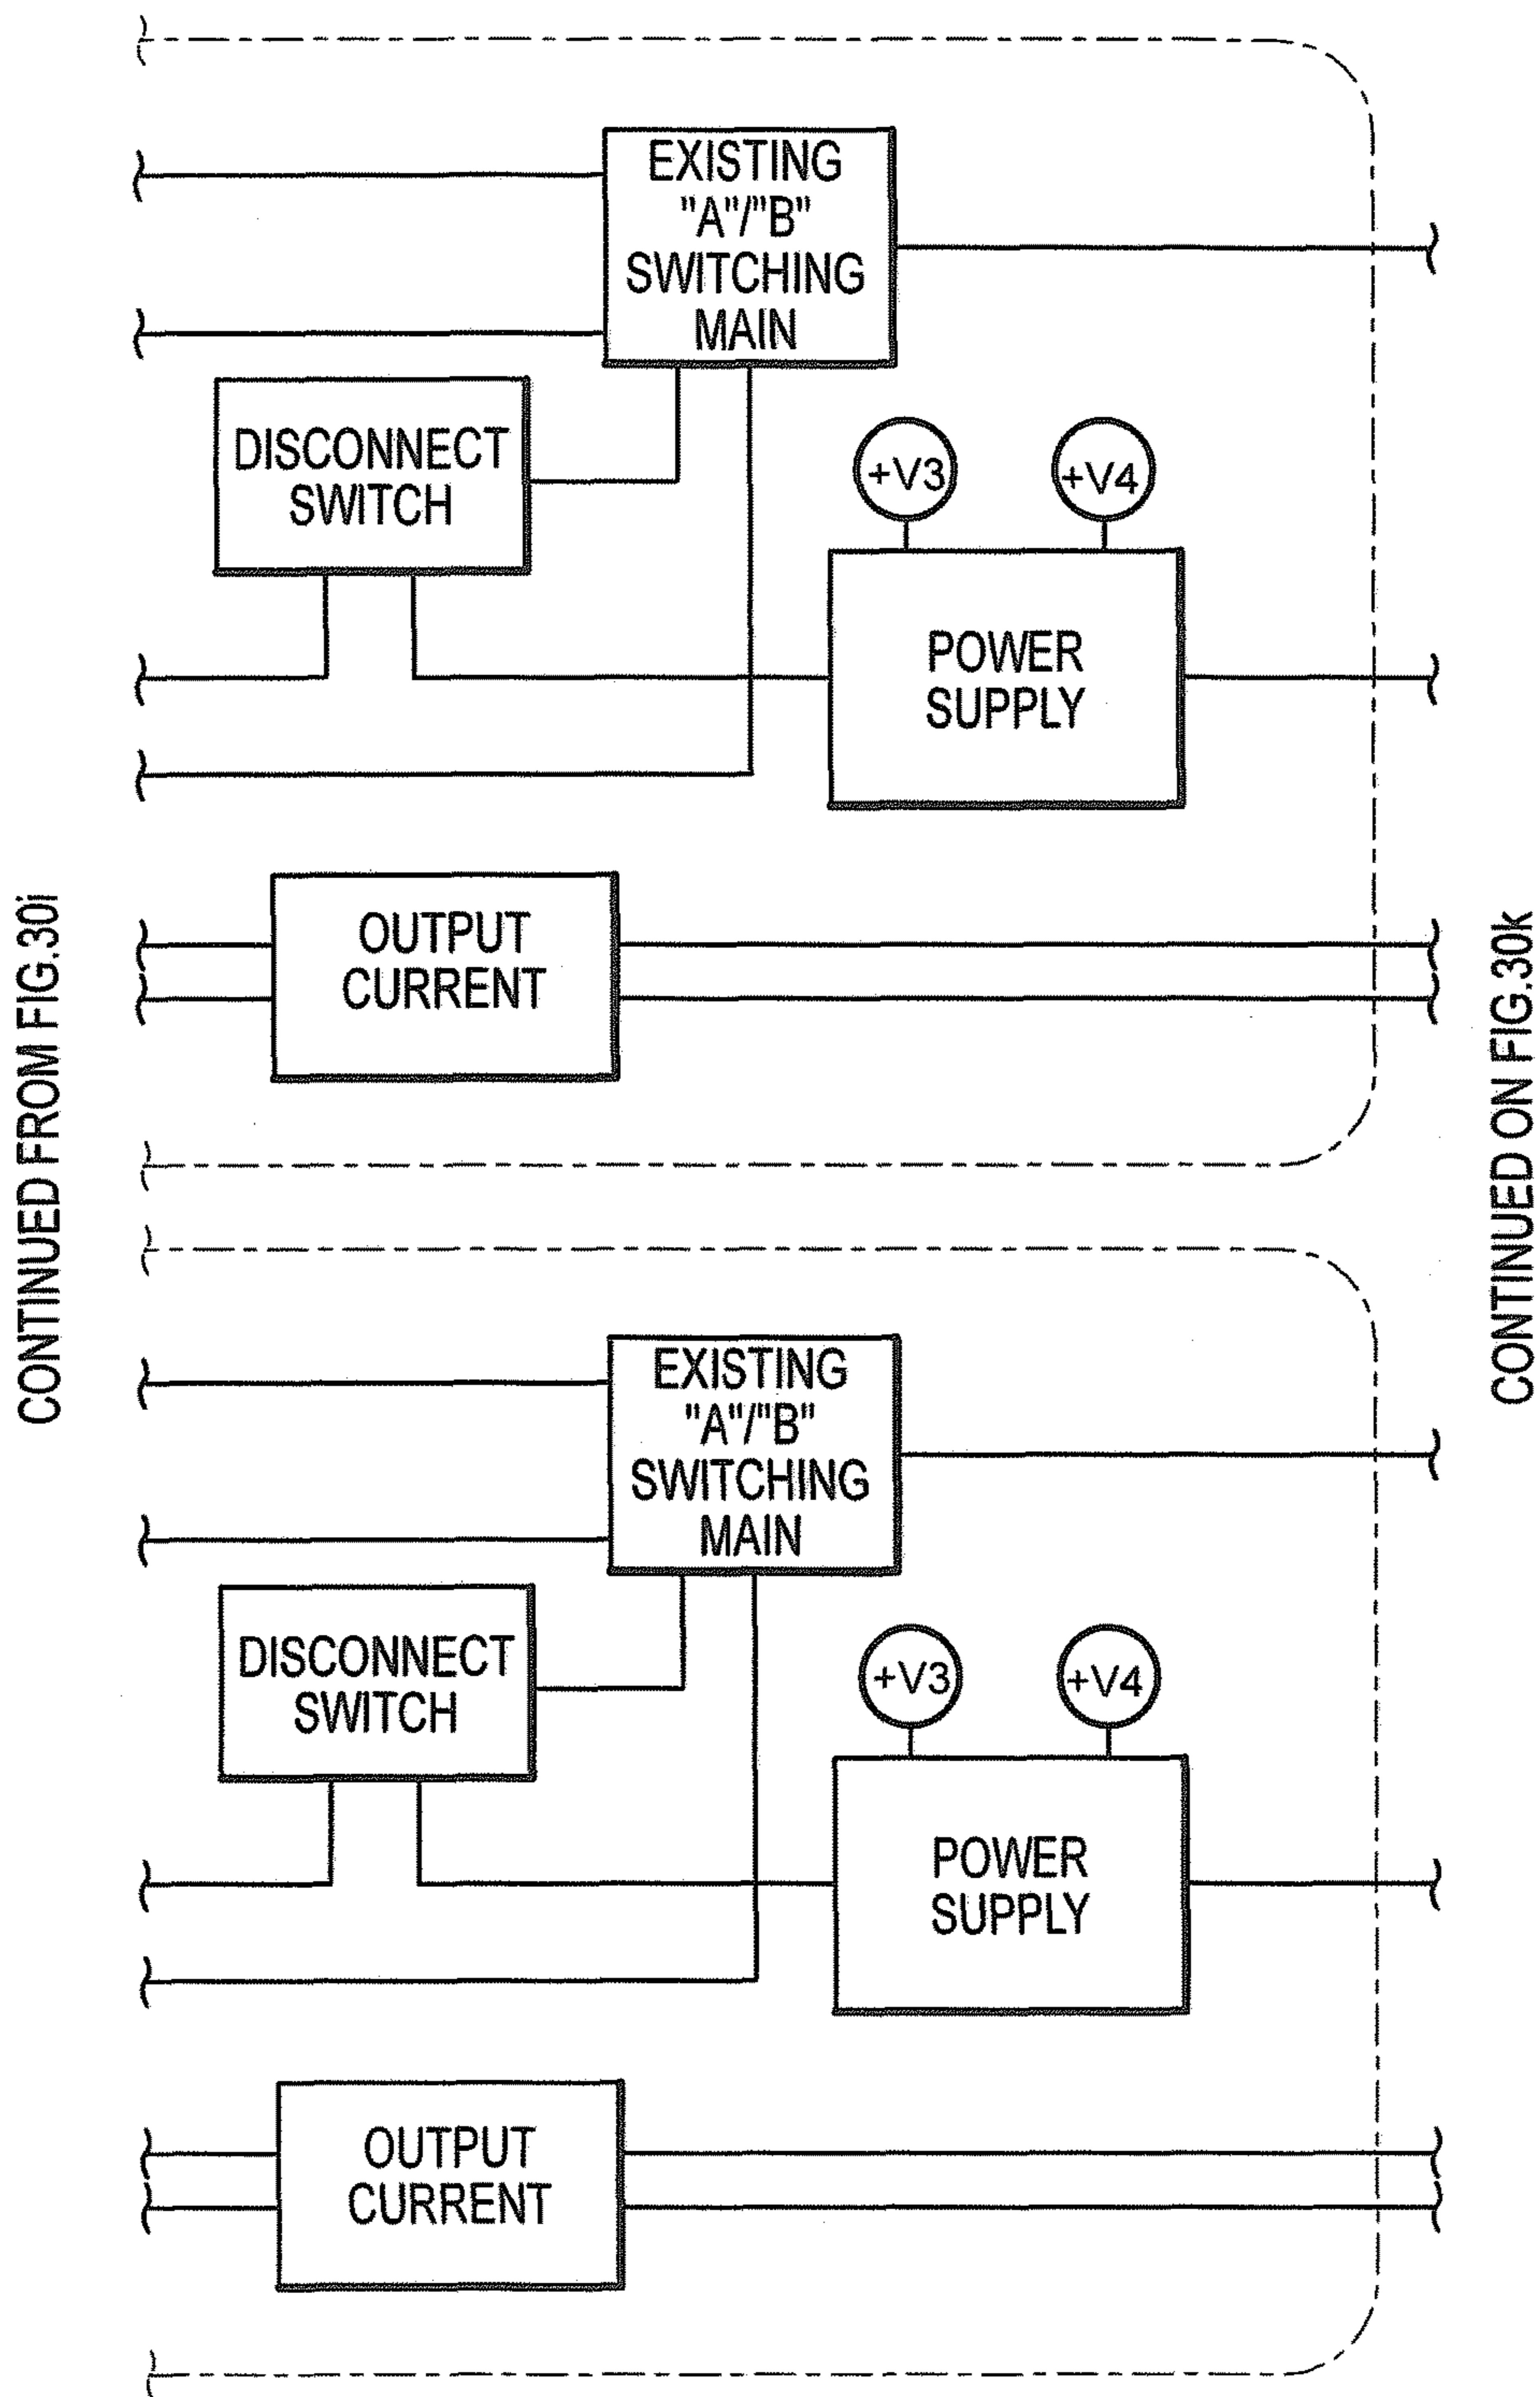 CONTINUED FROM FIG.30i
EXISTING
"A"/"B"
SWITCHING
MAIN
DISCONNECT
SWITCH
+V3
+V4
POWER
SUPPLY
OUTPUT
CURRENT
EXISTING
"A"/"B"
SWITCHING
MAIN
DISCONNECT
SWITCH
+V3
+V4
POWER
SUPPLY
OUTPUT
CURRENT
CONTINUED ON FIG.30k